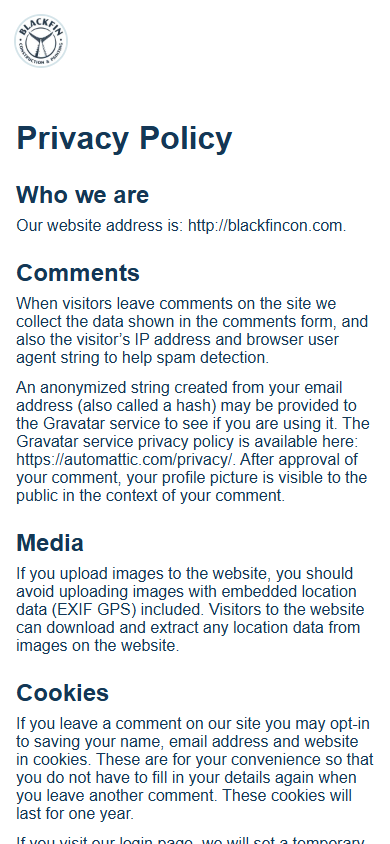 BLACKFIN
CONSTRUCTION & PAINTING
Privacy Policy
Who we are
Our website address is: http://blackfincon.com.
Comments
When visitors leave comments on the site we
collect the data shown in the comments form, and
also the visitor’s IP address and browser user
agent string to help spam detection.
An anonymized string created from your email
address (also called a hash) may be provided to
the Gravatar service to see if you are using it. The
Gravatar service privacy policy is available here:
https://automattic.com/privacy/. After approval of
your comment, your profile picture is visible to the
public in the context of your comment.
Media
If you upload images to the website, you should
avoid uploading images with embedded location
data (EXIF GPS) included. Visitors to the website
can download and extract any location data from
images on the website.
Cookies
If you leave a comment on our site you may opt-in
to saving your name, email address and website
in cookies. These are for your convenience so that
you do not have to fill in your details again when
you leave another comment. These cookies will
last for one year.
If you visit our login page, we will set a temporary